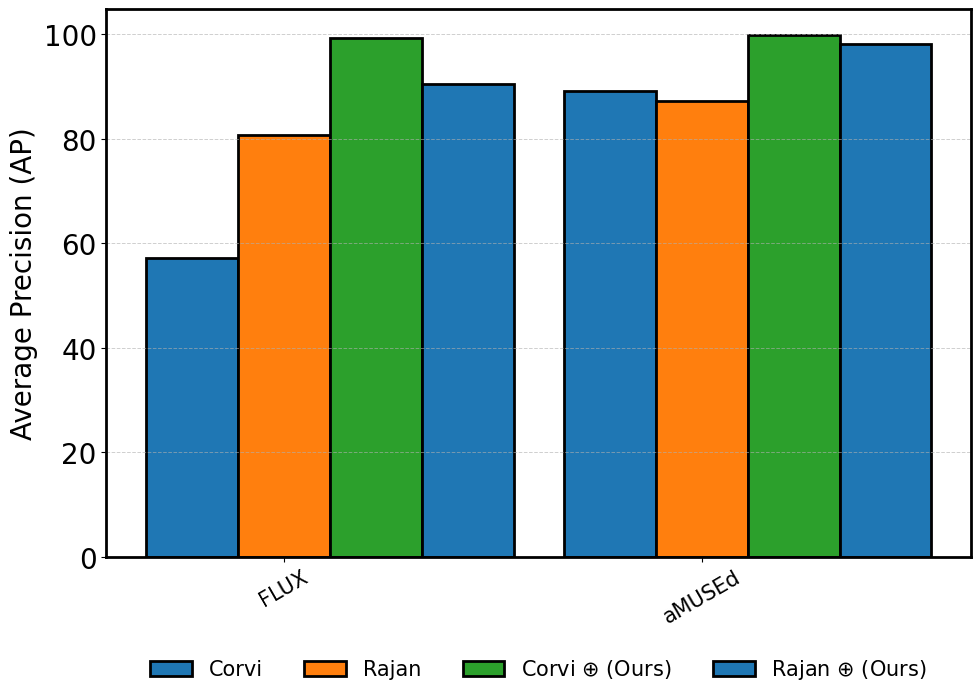 Average Precision (AP)
100
80
60
40
20
0
FLUX
aMUSEd
Corvi
Rajan
Corvi ⊕ (Ours)
Rajan ⊕ (Ours)